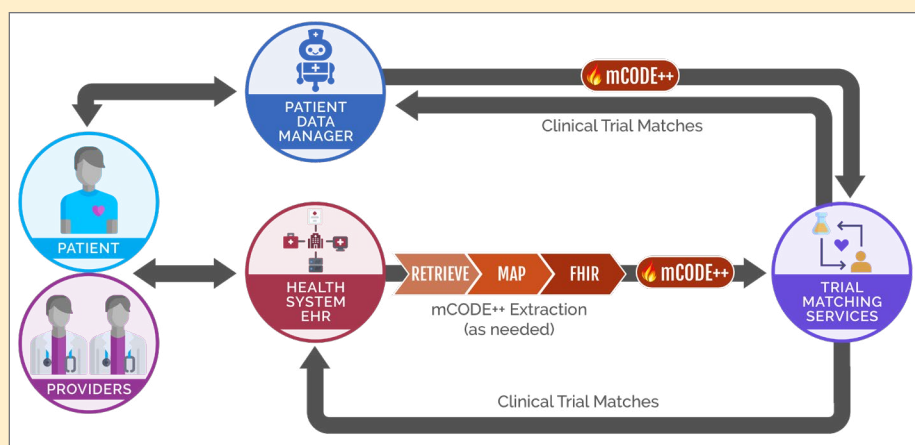 PATIENT
DATA
MANAGER
mCODE++
Clinical Trial Matches
PATIENT
PROVIDERS
HEALTH
SYSTEM
EHR
RETRIEVE
MAP
FHIR
mCODE++
mCODE++ Extraction
(as needed)
TRIAL
MATCHING
SERVICES
Clinical Trial Matches